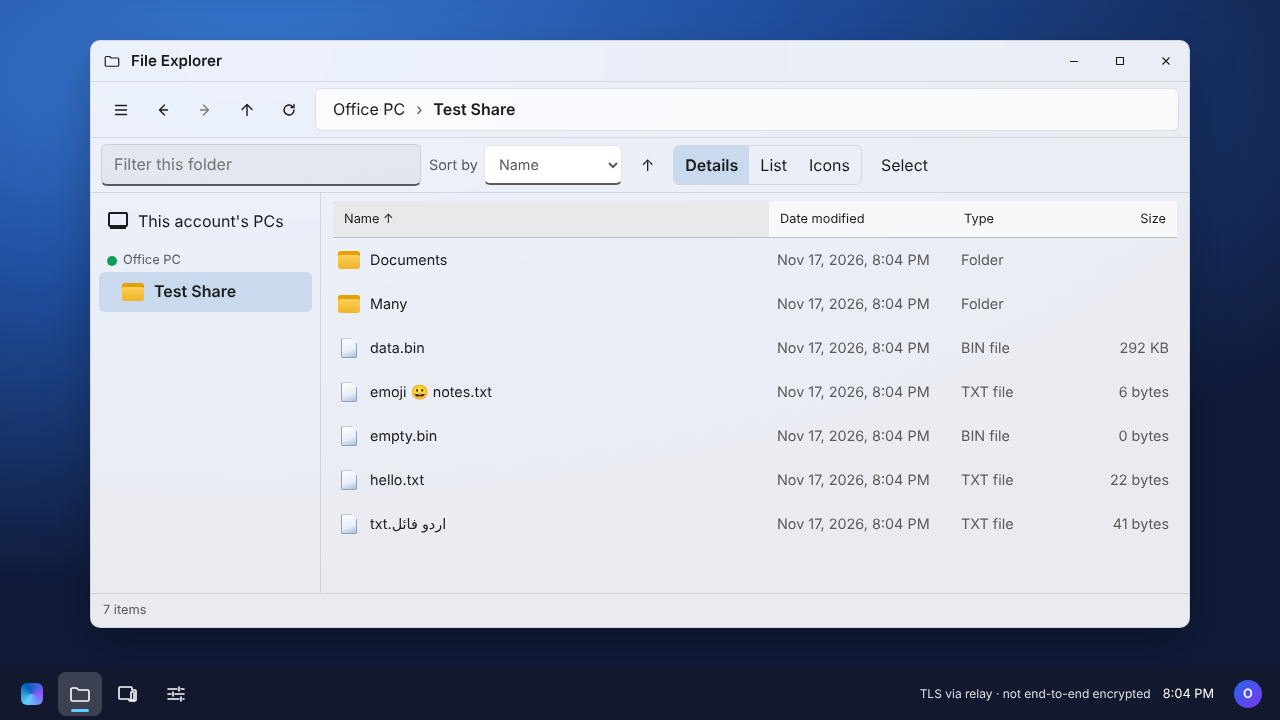 File Explorer
Office PC › Test Share
Filter this folder Sort by Name Details List Icons Select
This account's PCs
Office PC
Test Share
Name ↑ Date modified Type Size
Documents Nov 17, 2026, 8:04 PM Folder
Many Nov 17, 2026, 8:04 PM Folder
data.bin Nov 17, 2026, 8:04 PM BIN file 292 KB
emoji 😀 notes.txt Nov 17, 2026, 8:04 PM TXT file 6 bytes
empty.bin Nov 17, 2026, 8:04 PM BIN file 0 bytes
hello.txt Nov 17, 2026, 8:04 PM TXT file 22 bytes
اردو فائل.txt Nov 17, 2026, 8:04 PM TXT file 41 bytes
7 items
TLS via relay · not end-to-end encrypted 8:04 PM O